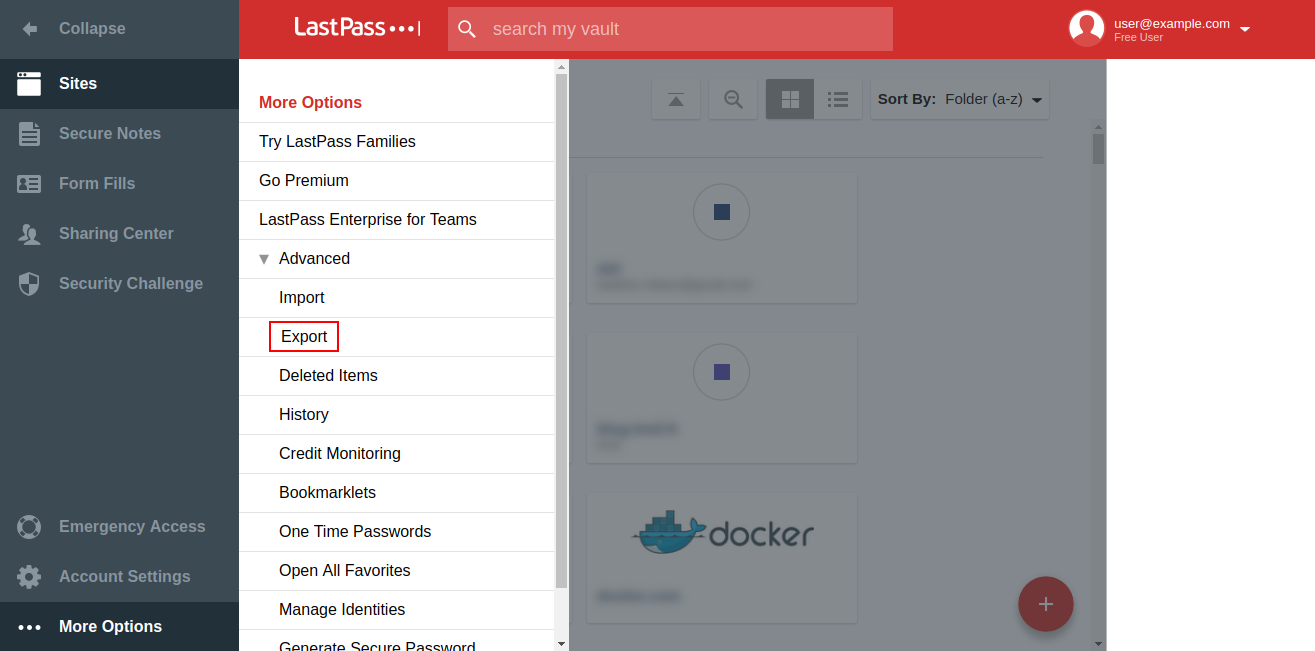 Collapse
LastPass
search my vault
user@example.com
Free User
Sites
Secure Notes
Form Fills
Sharing Center
Security Challenge
Emergency Access
Account Settings
More Options
More Options
Try LastPass Families
Go Premium
LastPass Enterprise for Teams
Advanced
Import
Export
Deleted Items
History
Credit Monitoring
Bookmarklets
One Time Passwords
Open All Favorites
Manage Identities
Generate Secure Password
Sort By: Folder (a-z)
docker